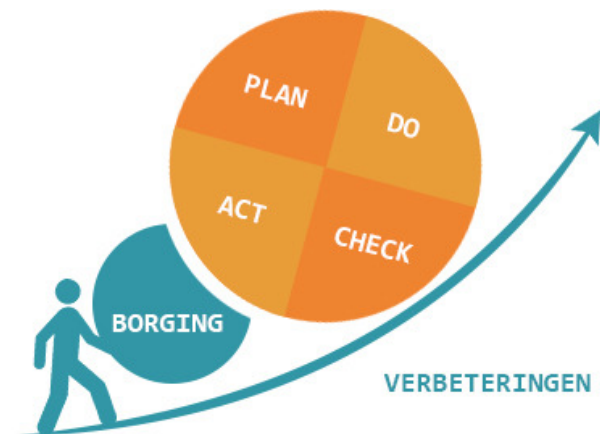 PLAN
DO
ACT
CHECK
BORGING
VERBETERINGEN